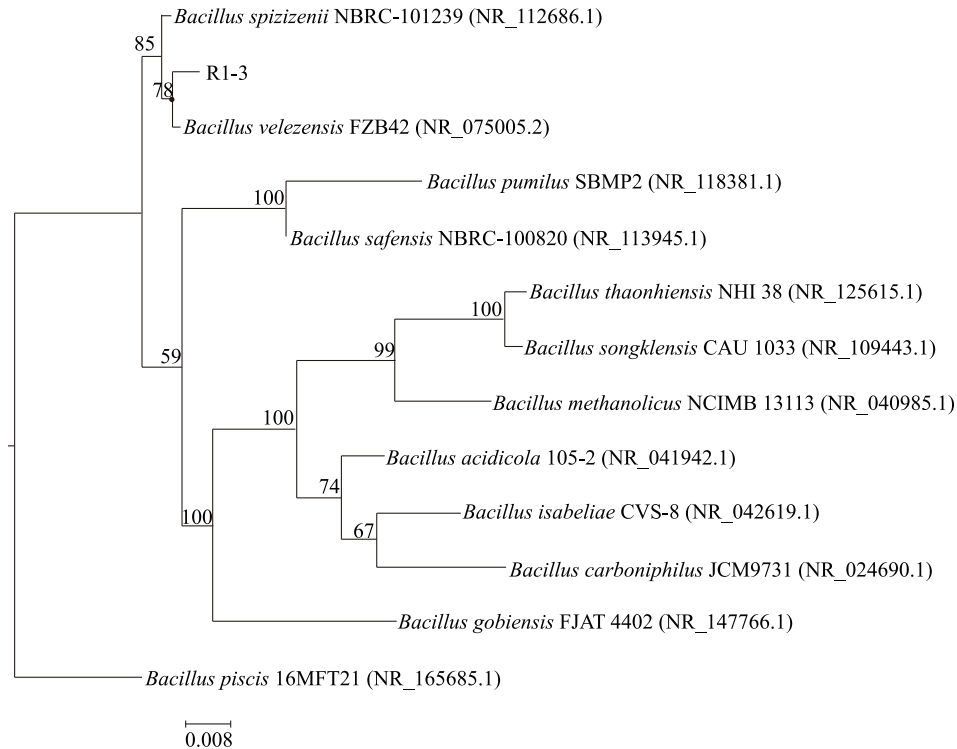 Bacillus spizizenii NBRC-101239 (NR_112686.1)
85
R1-3
78
Bacillus velezensis FZB42 (NR_075005.2)
Bacillus pumilus SBMP2 (NR_118381.1)
100
Bacillus safensis NBRC-100820 (NR_113945.1)
Bacillus thaonhiensis NHI 38 (NR_125615.1)
100
Bacillus songklensis CAU 1033 (NR_109443.1)
59
99
Bacillus methanolicus NCIMB 13113 (NR_040985.1)
100
Bacillus acidicola 105-2 (NR_041942.1)
74
Bacillus isabeliae CVS-8 (NR_042619.1)
100
67
Bacillus carboniphilus JCM9731 (NR_024690.1)
Bacillus gobiensis FJAT 4402 (NR_147766.1)
Bacillus piscis 16MFT21 (NR_165685.1)
0.008